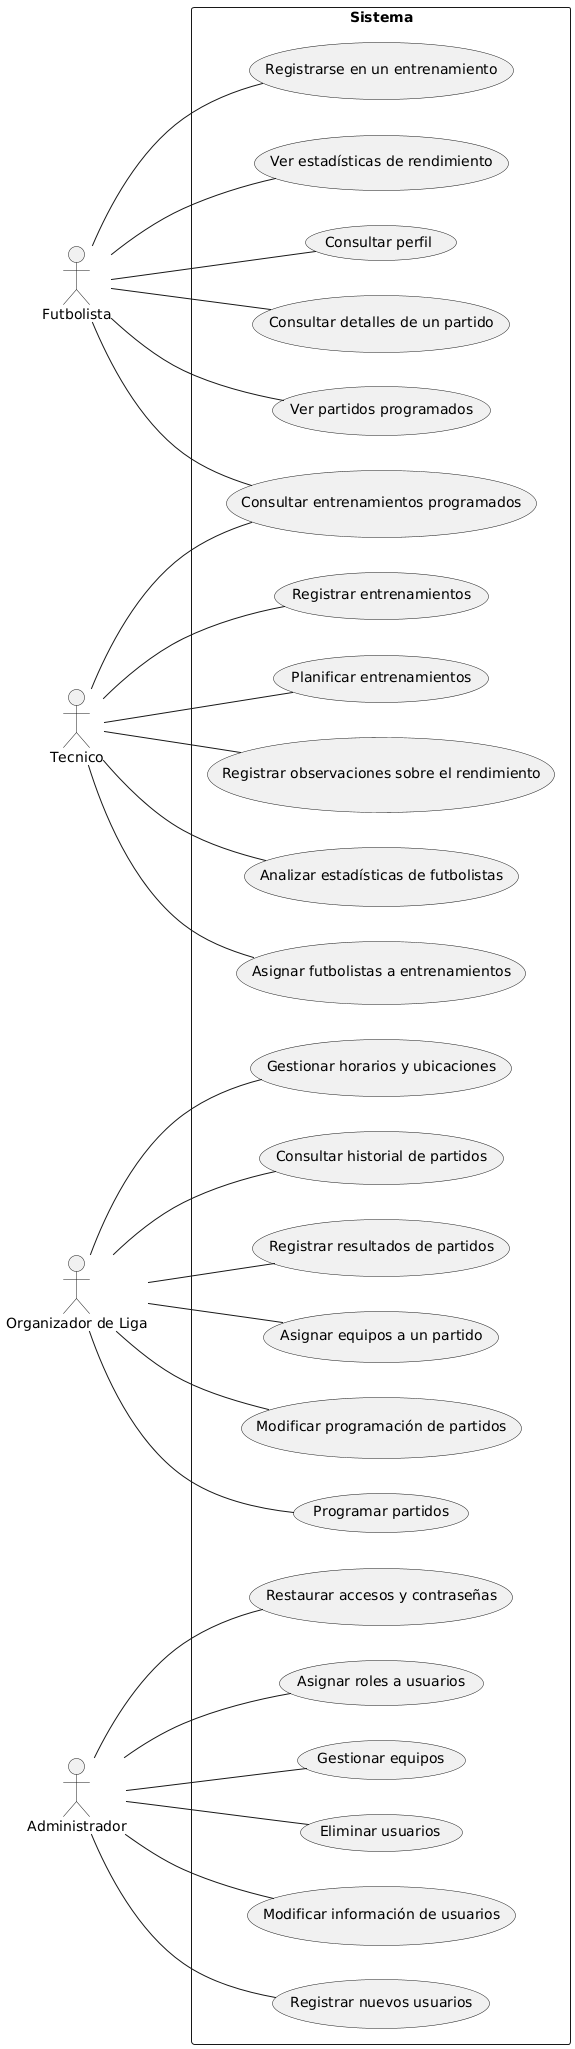 Sistema
Registrarse en un entrenamiento
Ver estadísticas de rendimiento
Consultar perfil
Consultar detalles de un partido
Futbolista
Ver partidos programados
Consultar entrenamientos programados
Registrar entrenamientos
Planificar entrenamientos
Tecnico
Registrar observaciones sobre el rendimiento
Analizar estadísticas de futbolistas
Asignar futbolistas a entrenamientos
Gestionar horarios y ubicaciones
Consultar historial de partidos
Registrar resultados de partidos
Organizador de Liga
Asignar equipos a un partido
Modificar programación de partidos
Programar partidos
Restaurar accesos y contraseñas
Asignar roles a usuarios
Gestionar equipos
Administrador
Eliminar usuarios
Modificar información de usuarios
Registrar nuevos usuarios